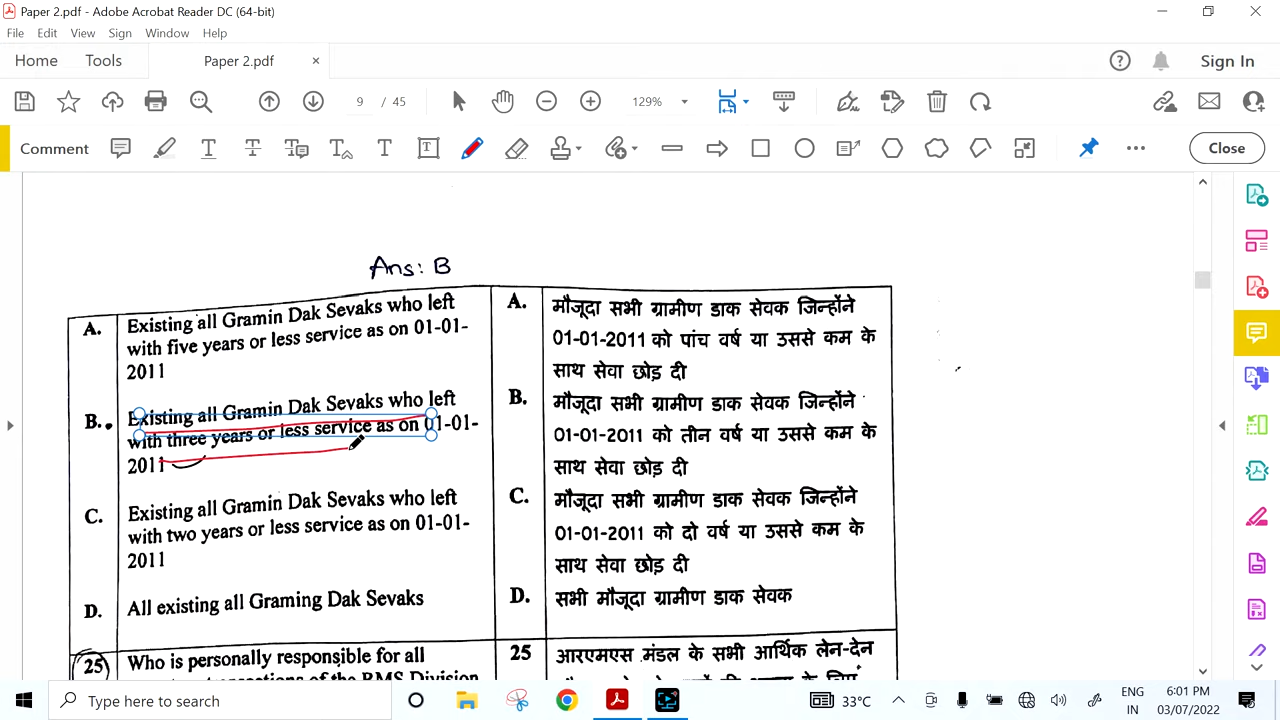 Paper 2.pdf - Adobe Acrobat Reader DC (64-bit)
File Edit View Sign Window Help
Home Tools Paper 2.pdf × ? Sign In
9 / 45 129%
Comment Close
Ans: B
A. Existing all Gramin Dak Sevaks who left
with five years or less service as on 01-01-
2011
B. Existing all Gramin Dak Sevaks who left
with three years or less service as on 01-01-
2011
C. Existing all Gramin Dak Sevaks who left
with two years or less service as on 01-01-
2011
D. All existing all Graming Dak Sevaks
25 Who is personally responsible for all
of the RMS Division
A. मौजूदा सभी ग्रामीण डाक सेवक जिन्होंने
01-01-2011 को पांच वर्ष या उससे कम के
साथ सेवा छोड़ दी
B. मौजूदा सभी ग्रामीण डाक सेवक जिन्होंने
01-01-2011 को तीन वर्ष या उससे कम के
साथ सेवा छोड़ दी
C. मौजूदा सभी ग्रामीण डाक सेवक जिन्होंने
01-01-2011 को दो वर्ष या उससे कम के
साथ सेवा छोड़ दी
D. सभी मौजूदा ग्रामीण डाक सेवक
25 आरएमएस मंडल के सभी आर्थिक लेन-देन
Type here to search
33°C ENG IN 6:01 PM 03/07/2022